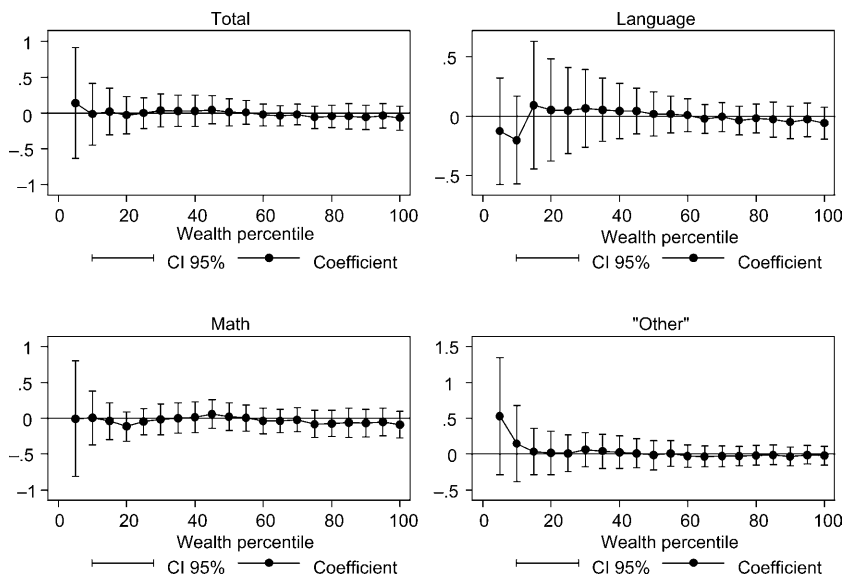 Total
1
.5
0
−.5
−1
0 20 40 60 80 100
Wealth percentile
CI 95% Coefficient
Language
.5
0
−.5
0 20 40 60 80 100
Wealth percentile
CI 95% Coefficient
Math
1
.5
0
−.5
−1
0 20 40 60 80 100
Wealth percentile
CI 95% Coefficient
"Other"
1.5
1
.5
0
−.5
0 20 40 60 80 100
Wealth percentile
CI 95% Coefficient